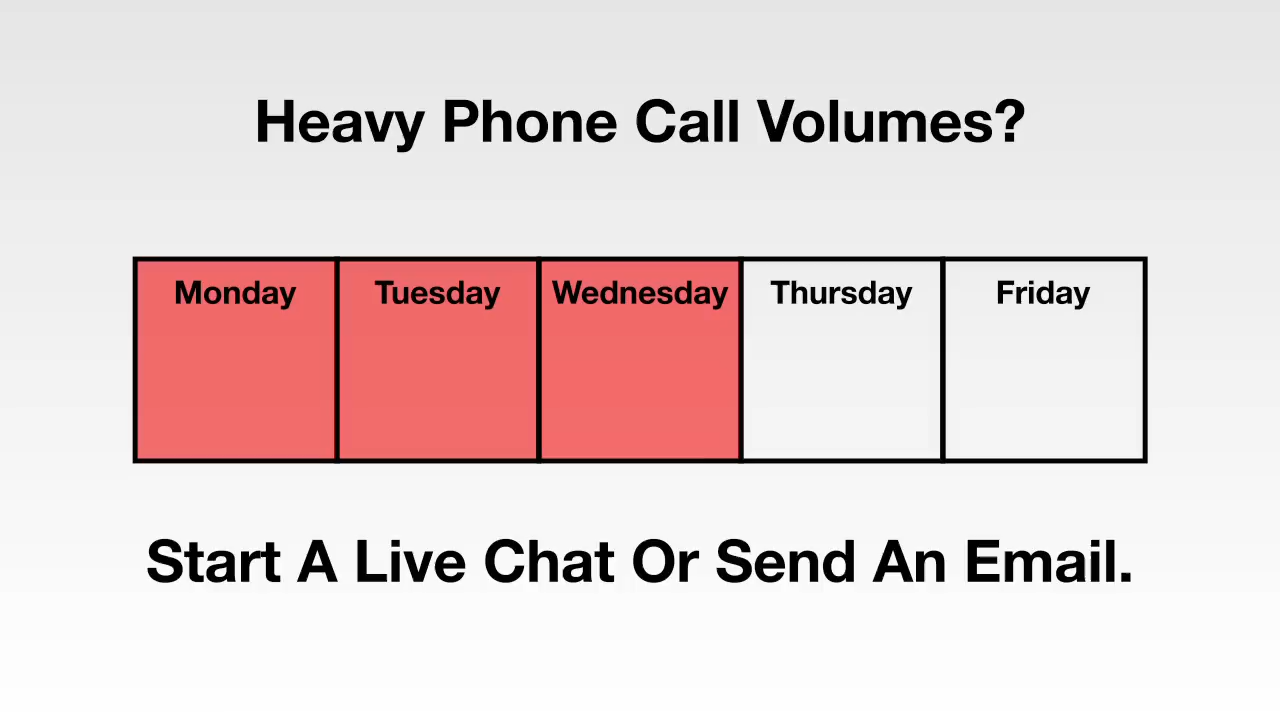 Heavy Phone Call Volumes?
Monday Tuesday Wednesday Thursday Friday
Start A Live Chat Or Send An Email.